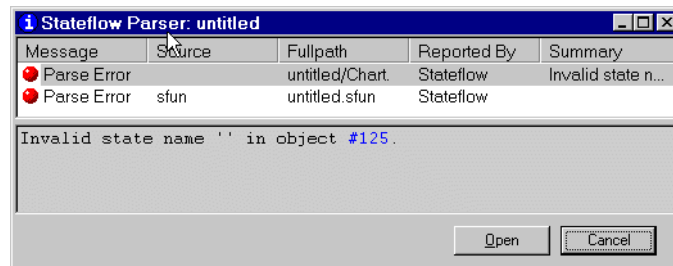 Stateflow Parser: untitled
Message Source Fullpath Reported By Summary
Parse Error untitled/Chart. Stateflow Invalid state n...
Parse Error sfun untitled.sfun Stateflow
Invalid state name '' in object #125.
Open Cancel